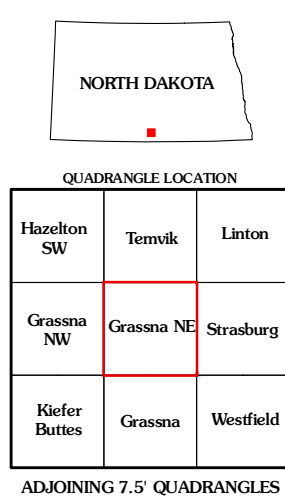 NORTH DAKOTA
QUADRANGLE LOCATION
Hazelton
SW
Temvik
Linton
Grassna
NW
Grassna NE
Strasburg
Kiefer
Buttes
Grassna
Westfield
ADJOINING 7.5' QUADRANGLES